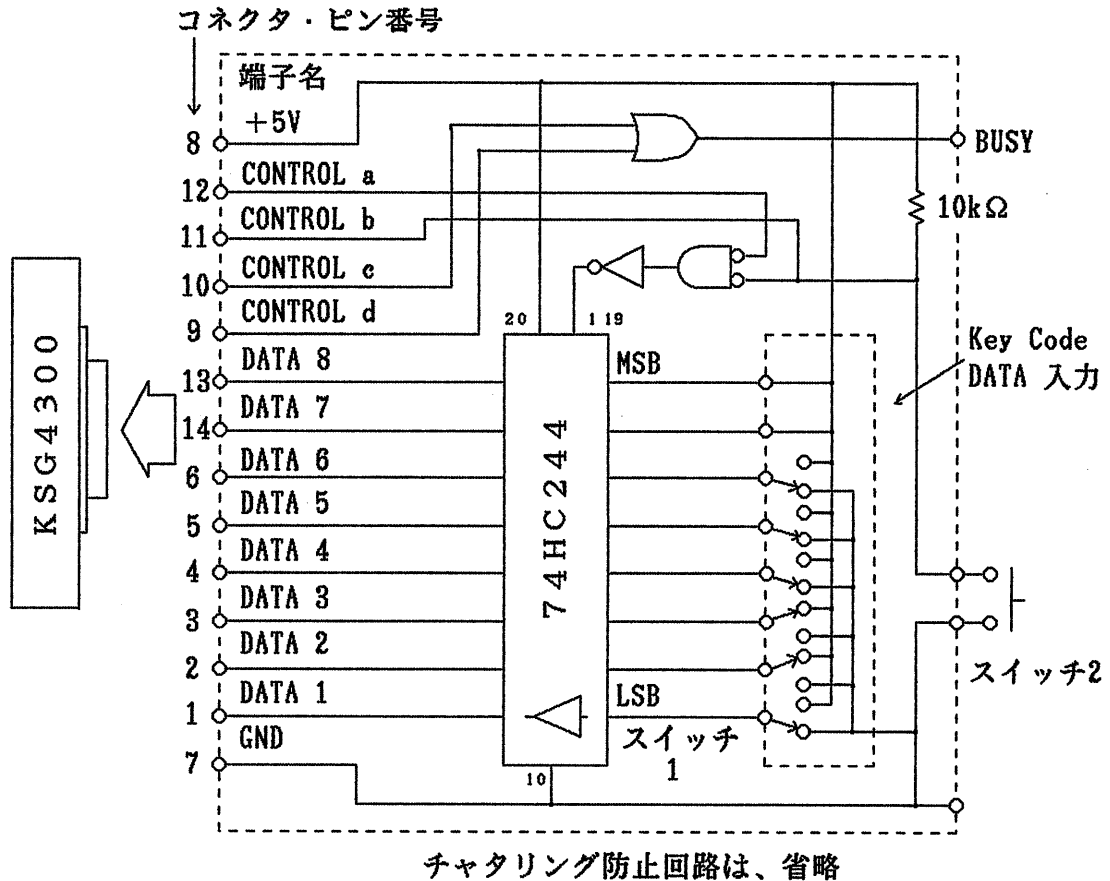 コネクタ・ピン番号
端子名
8 +5V
BUSY
12 CONTROL a
11 CONTROL b
10kΩ
10 CONTROL c
9 CONTROL d
20
1 19
KSG4300
74HC244
Key Code
DATA 入力
13 DATA 8
MSB
14 DATA 7
6 DATA 6
5 DATA 5
4 DATA 4
3 DATA 3
2 DATA 2
スイッチ2
1 DATA 1
LSB
スイッチ
1
7 GND
10
チャタリング防止回路は、省略